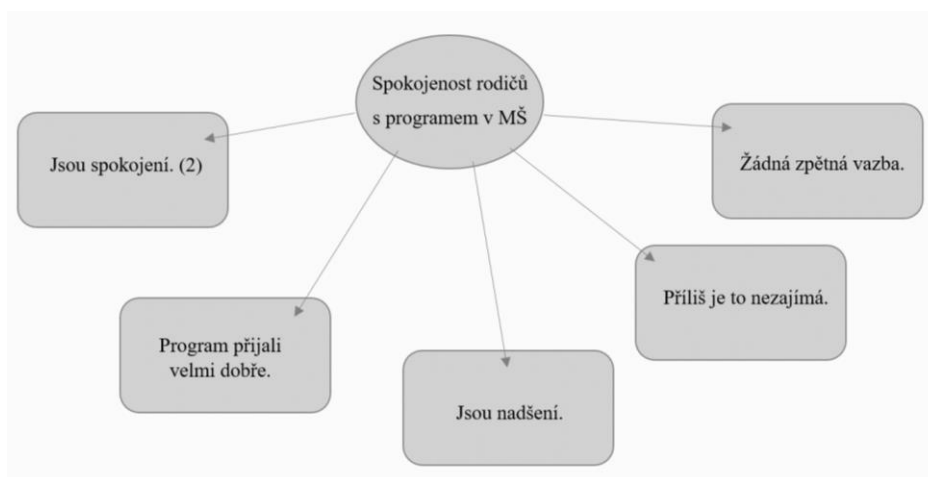 Spokojenost rodičů
s programem v MŠ
Jsou spokojení. (2)
Žádná zpětná vazba.
Příliš je to nezajímá.
Program přijali
velmi dobře.
Jsou nadšení.